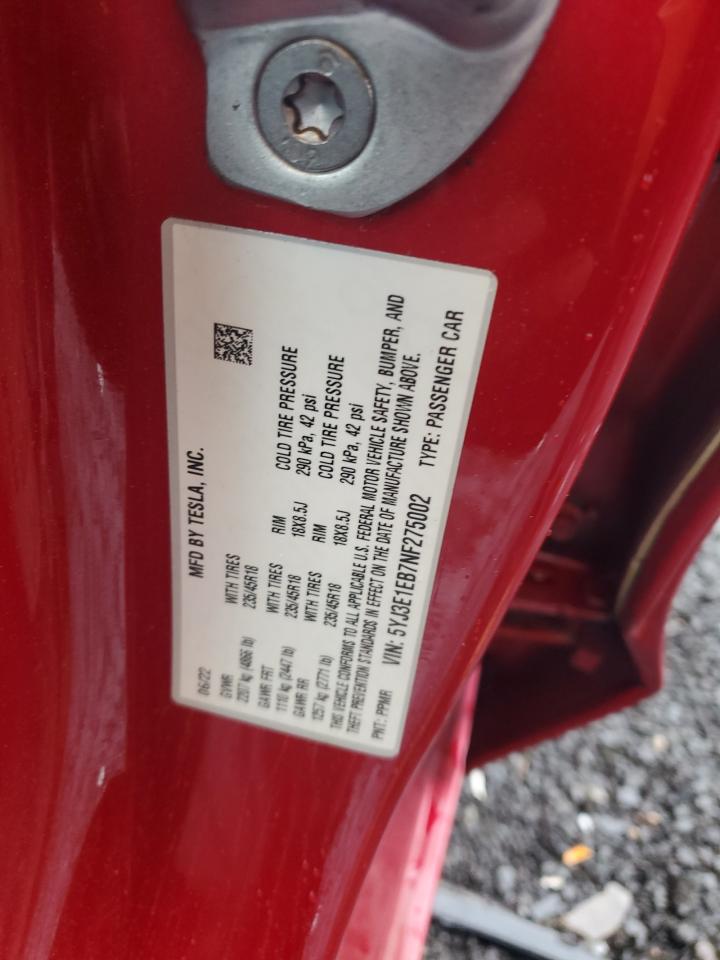 MFD BY TESLA, INC.
06/22
GVWR
2207 kg (4866 lb) WITH TIRES 235/45R18
GAWR FRT
1110 kg (2447 lb) WITH TIRES 235/45R18 RIM 18X8.5J COLD TIRE PRESSURE 290 kPa, 42 psi
GAWR RR
1257 kg (2771 lb) WITH TIRES 235/45R18 RIM 18X8.5J COLD TIRE PRESSURE 290 kPa, 42 psi
THIS VEHICLE CONFORMS TO ALL APPLICABLE U.S. FEDERAL MOTOR VEHICLE SAFETY, BUMPER, AND
THEFT PREVENTION STANDARDS IN EFFECT ON THE DATE OF MANUFACTURE SHOWN ABOVE.
PNT: PPMR VIN: 5YJ3E1EB7NF275002 TYPE: PASSENGER CAR